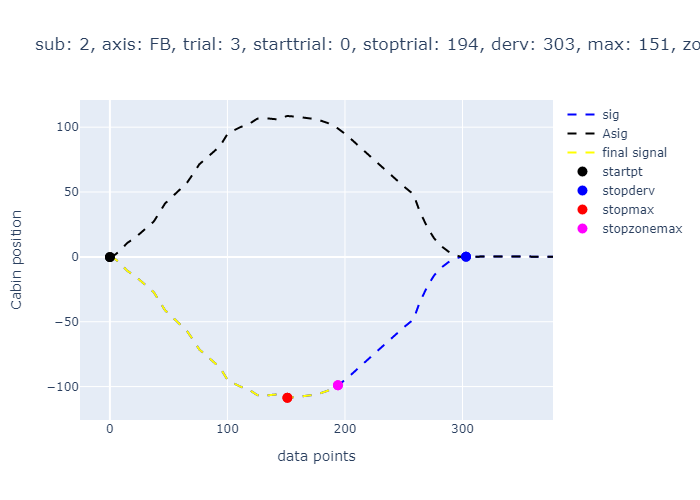 sub: 2, axis: FB, trial: 3, starttrial: 0, stoptrial: 194, derv: 303, max: 151, zo
sig
Asig
final signal
startpt
stopderv
stopmax
stopzonemax
100
50
0
−50
−100
Cabin position
0 100 200 300
data points